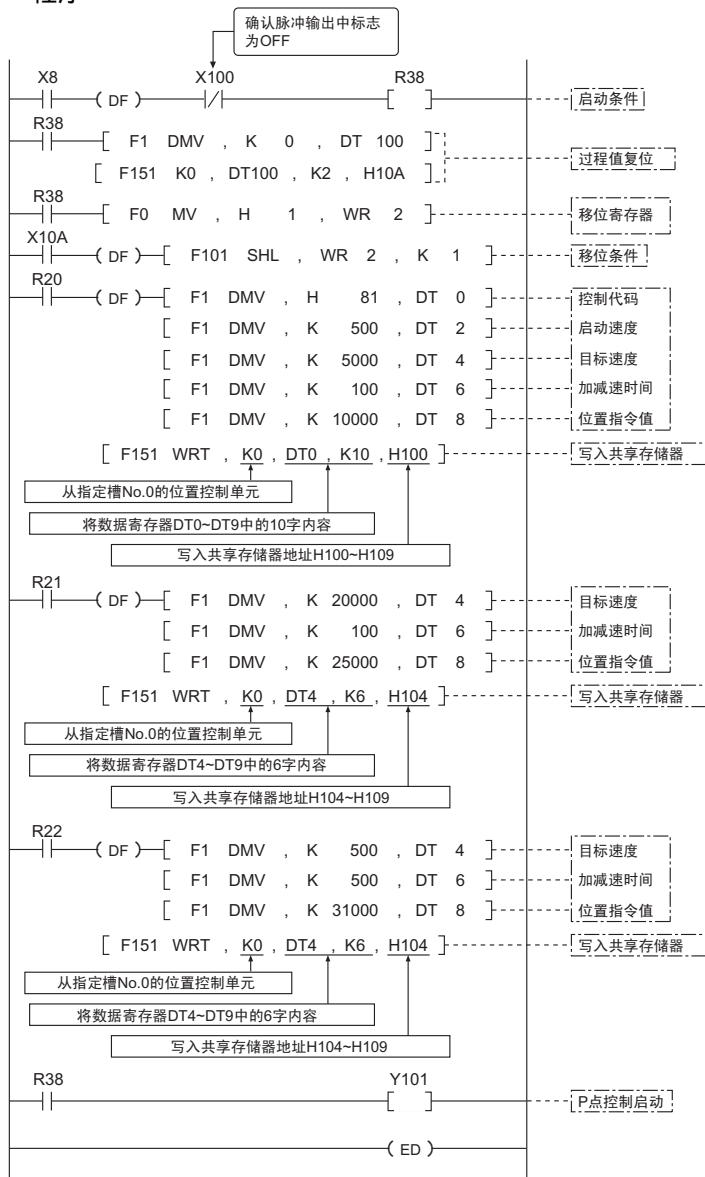 确认脉冲输出中标志
为OFF
X8 X100 R38
( DF ) [ ] 启动条件
R38
[ F1 DMV , K 0 , DT 100 ]
过程值复位
[ F151 K0 , DT100 , K2 , H10A ]
R38
[ F0 MV , H 1 , WR 2 ] 移位寄存器
X10A
( DF ) [ F101 SHL , WR 2 , K 1 ] 移位条件
R20
( DF ) [ F1 DMV , H 81 , DT 0 ] 控制代码
[ F1 DMV , K 500 , DT 2 ] 启动速度
[ F1 DMV , K 5000 , DT 4 ] 目标速度
[ F1 DMV , K 100 , DT 6 ] 加减速时间
[ F1 DMV , K 10000 , DT 8 ] 位置指令值
[ F151 WRT , K0 , DT0 , K10 , H100 ] 写入共享存储器
从指定槽No.0的位置控制单元
将数据寄存器DT0~DT9中的10字内容
写入共享存储器地址H100~H109
R21
( DF ) [ F1 DMV , K 20000 , DT 4 ] 目标速度
[ F1 DMV , K 100 , DT 6 ] 加减速时间
[ F1 DMV , K 25000 , DT 8 ] 位置指令值
[ F151 WRT , K0 , DT4 , K6 , H104 ] 写入共享存储器
从指定槽No.0的位置控制单元
将数据寄存器DT4~DT9中的6字内容
写入共享存储器地址H104~H109
R22
( DF ) [ F1 DMV , K 500 , DT 4 ] 目标速度
[ F1 DMV , K 500 , DT 6 ] 加减速时间
[ F1 DMV , K 31000 , DT 8 ] 位置指令值
[ F151 WRT , K0 , DT4 , K6 , H104 ] 写入共享存储器
从指定槽No.0的位置控制单元
将数据寄存器DT4~DT9中的6字内容
写入共享存储器地址H104~H109
R38 Y101
[ ] P点控制启动
( ED )